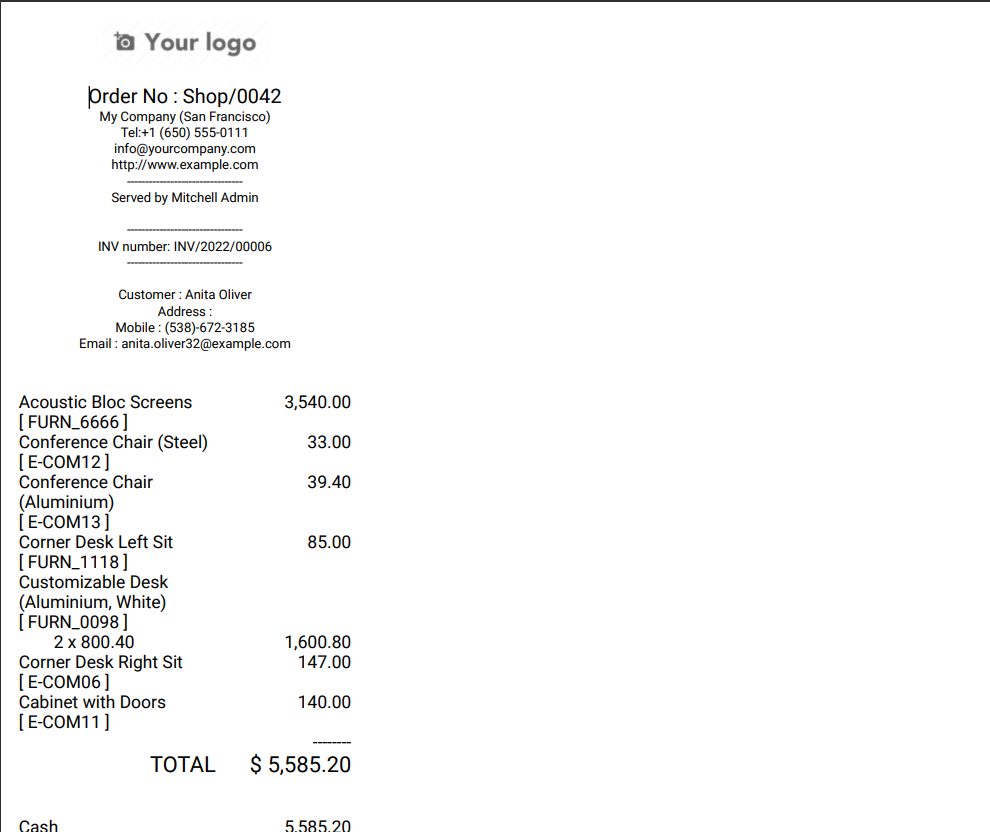 Your logo
Order No : Shop/0042
My Company (San Francisco)
Tel:+1 (650) 555-0111
info@yourcompany.com
http://www.example.com
--------------------------------
Served by Mitchell Admin
--------------------------------
INV number: INV/2022/00006
--------------------------------
Customer : Anita Oliver
Address :
Mobile : (538)-672-3185
Email : anita.oliver32@example.com
Acoustic Bloc Screens 3,540.00
[ FURN_6666 ]
Conference Chair (Steel) 33.00
[ E-COM12 ]
Conference Chair 39.40
(Aluminium)
[ E-COM13 ]
Corner Desk Left Sit 85.00
[ FURN_1118 ]
Customizable Desk
(Aluminium, White)
[ FURN_0098 ]
2 x 800.40 1,600.80
Corner Desk Right Sit 147.00
[ E-COM06 ]
Cabinet with Doors 140.00
[ E-COM11 ]
--------
TOTAL $ 5,585.20
Cash 5,585.20